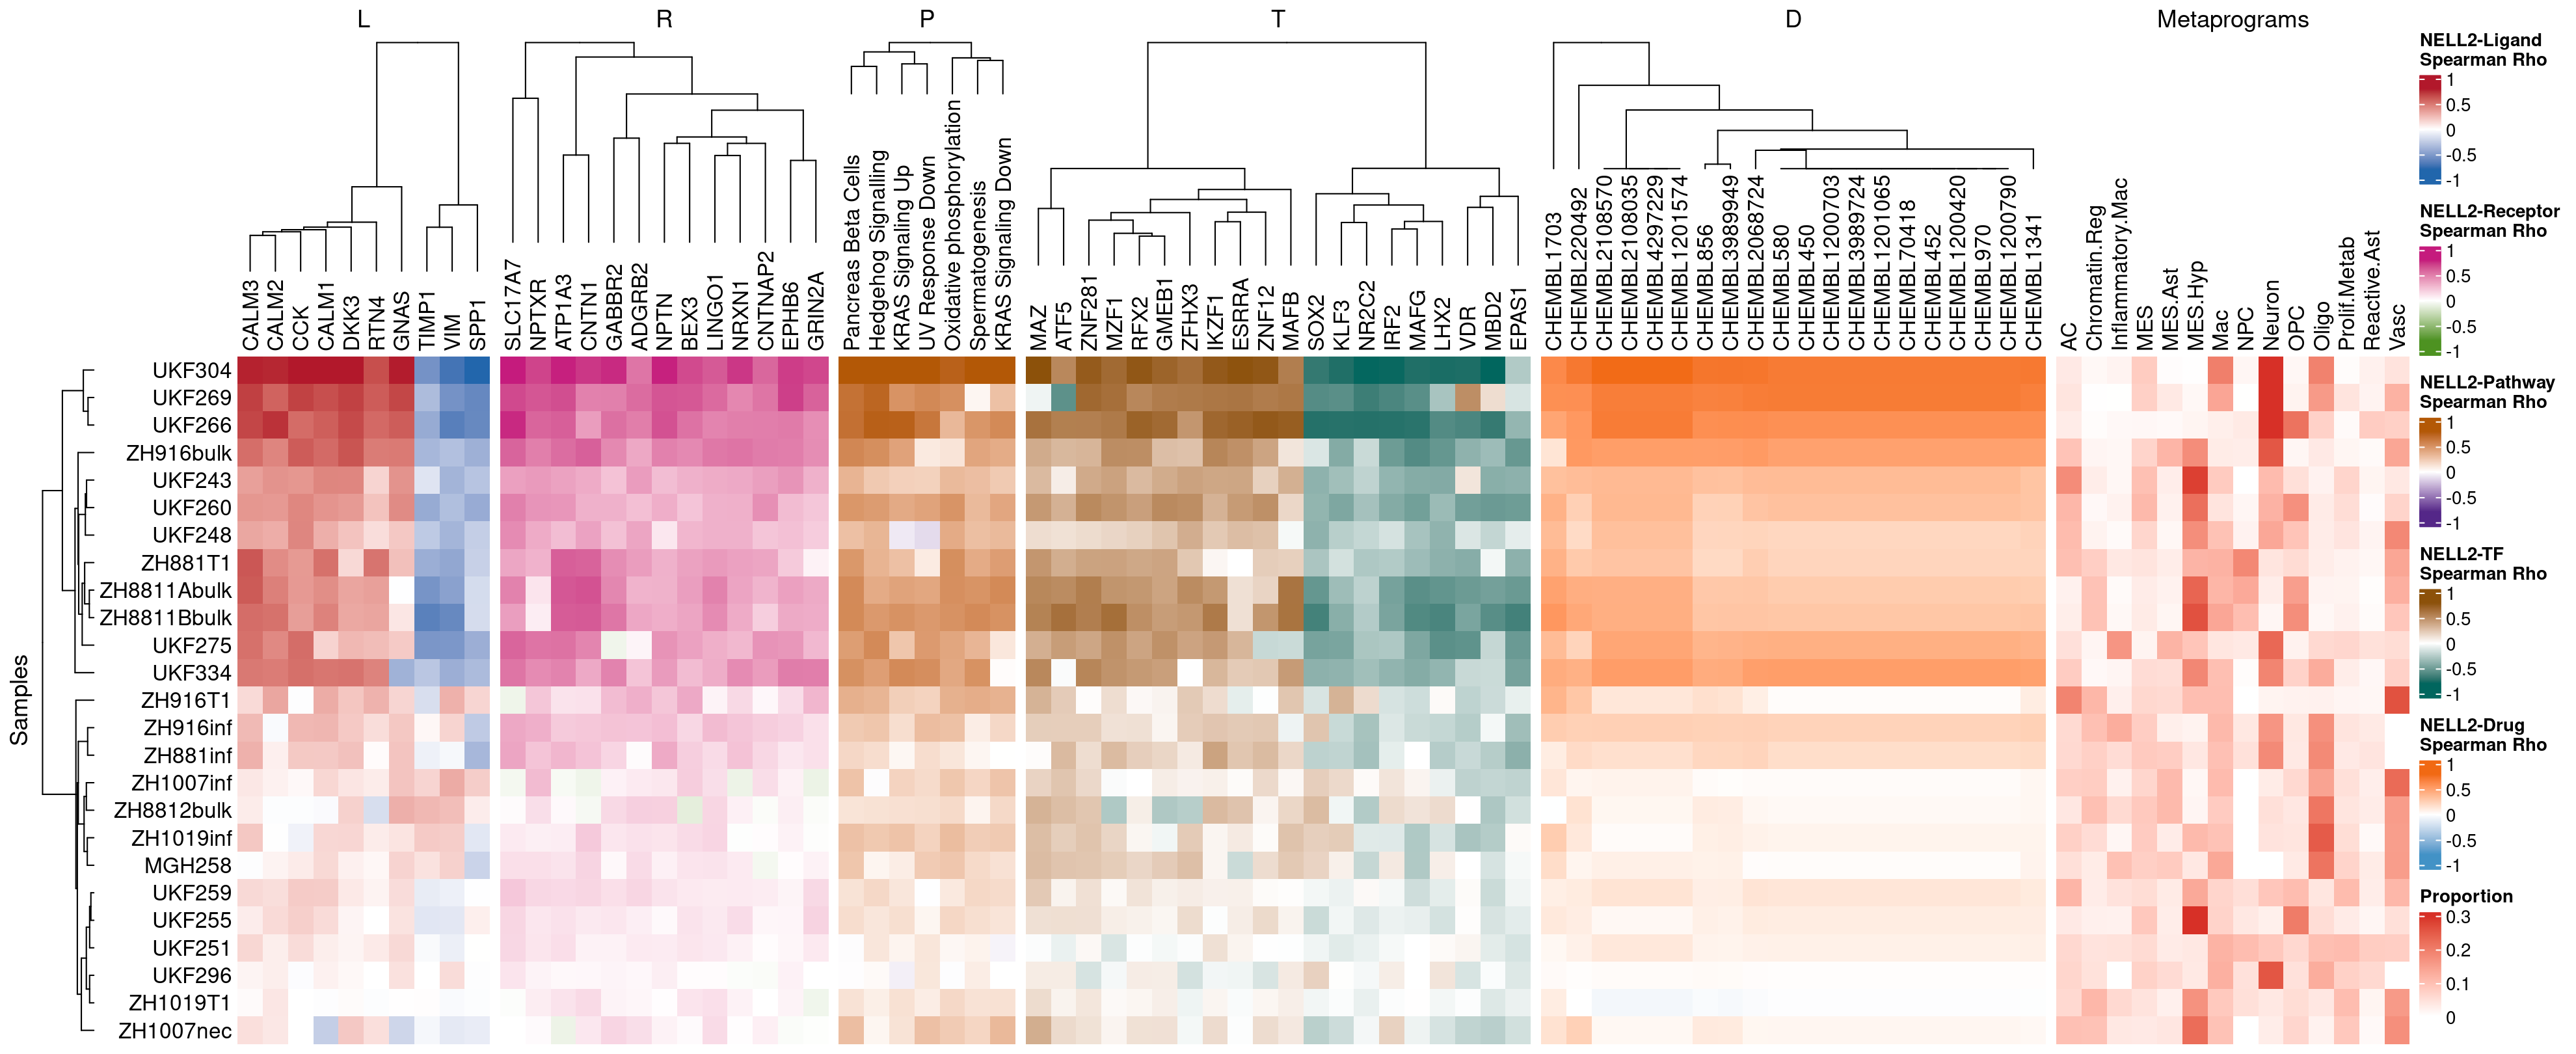 L R P T D Metaprograms
CALM3
CALM2
CCK
CALM1
DKK3
RTN4
GNAS
TIMP1
VIM
SPP1
SLC17A7
NPTXR
ATP1A3
CNTN1
GABBR2
ADGRB2
NPTN
BEX3
LINGO1
NRXN1
CNTNAP2
EPHB6
GRIN2A
Pancreas Beta Cells
Hedgehog Signalling
KRAS Signaling Up
UV Response Down
Oxidative phosphorylation
Spermatogenesis
KRAS Signaling Down
MAZ
ATF5
ZNF281
MZF1
RFX2
GMEB1
ZFHX3
IKZF1
ESRRA
ZNF12
MAFB
SOX2
KLF3
NR2C2
IRF2
MAFG
LHX2
VDR
MBD2
EPAS1
CHEMBL1703
CHEMBL220492
CHEMBL2108570
CHEMBL2108035
CHEMBL4297229
CHEMBL1201574
CHEMBL856
CHEMBL3989949
CHEMBL2068724
CHEMBL580
CHEMBL450
CHEMBL1200703
CHEMBL3989724
CHEMBL1201065
CHEMBL70418
CHEMBL452
CHEMBL1200420
CHEMBL970
CHEMBL1200790
CHEMBL1341
AC
Chromatin.Reg
Inflammatory.Mac
MES
MES.Ast
MES.Hyp
Mac
NPC
Neuron
OPC
Oligo
Prolif.Metab
Reactive.Ast
Vasc
Samples
UKF304
UKF269
UKF266
ZH916bulk
UKF243
UKF260
UKF248
ZH881T1
ZH8811Abulk
ZH8811Bbulk
UKF275
UKF334
ZH916T1
ZH916inf
ZH881inf
ZH1007inf
ZH8812bulk
ZH1019inf
MGH258
UKF259
UKF255
UKF251
UKF296
ZH1019T1
ZH1007nec
NELL2-Ligand
Spearman Rho
1
0.5
0
-0.5
-1
NELL2-Receptor
Spearman Rho
1
0.5
0
-0.5
-1
NELL2-Pathway
Spearman Rho
1
0.5
0
-0.5
-1
NELL2-TF
Spearman Rho
1
0.5
0
-0.5
-1
NELL2-Drug
Spearman Rho
1
0.5
0
-0.5
-1
Proportion
0.3
0.2
0.1
0